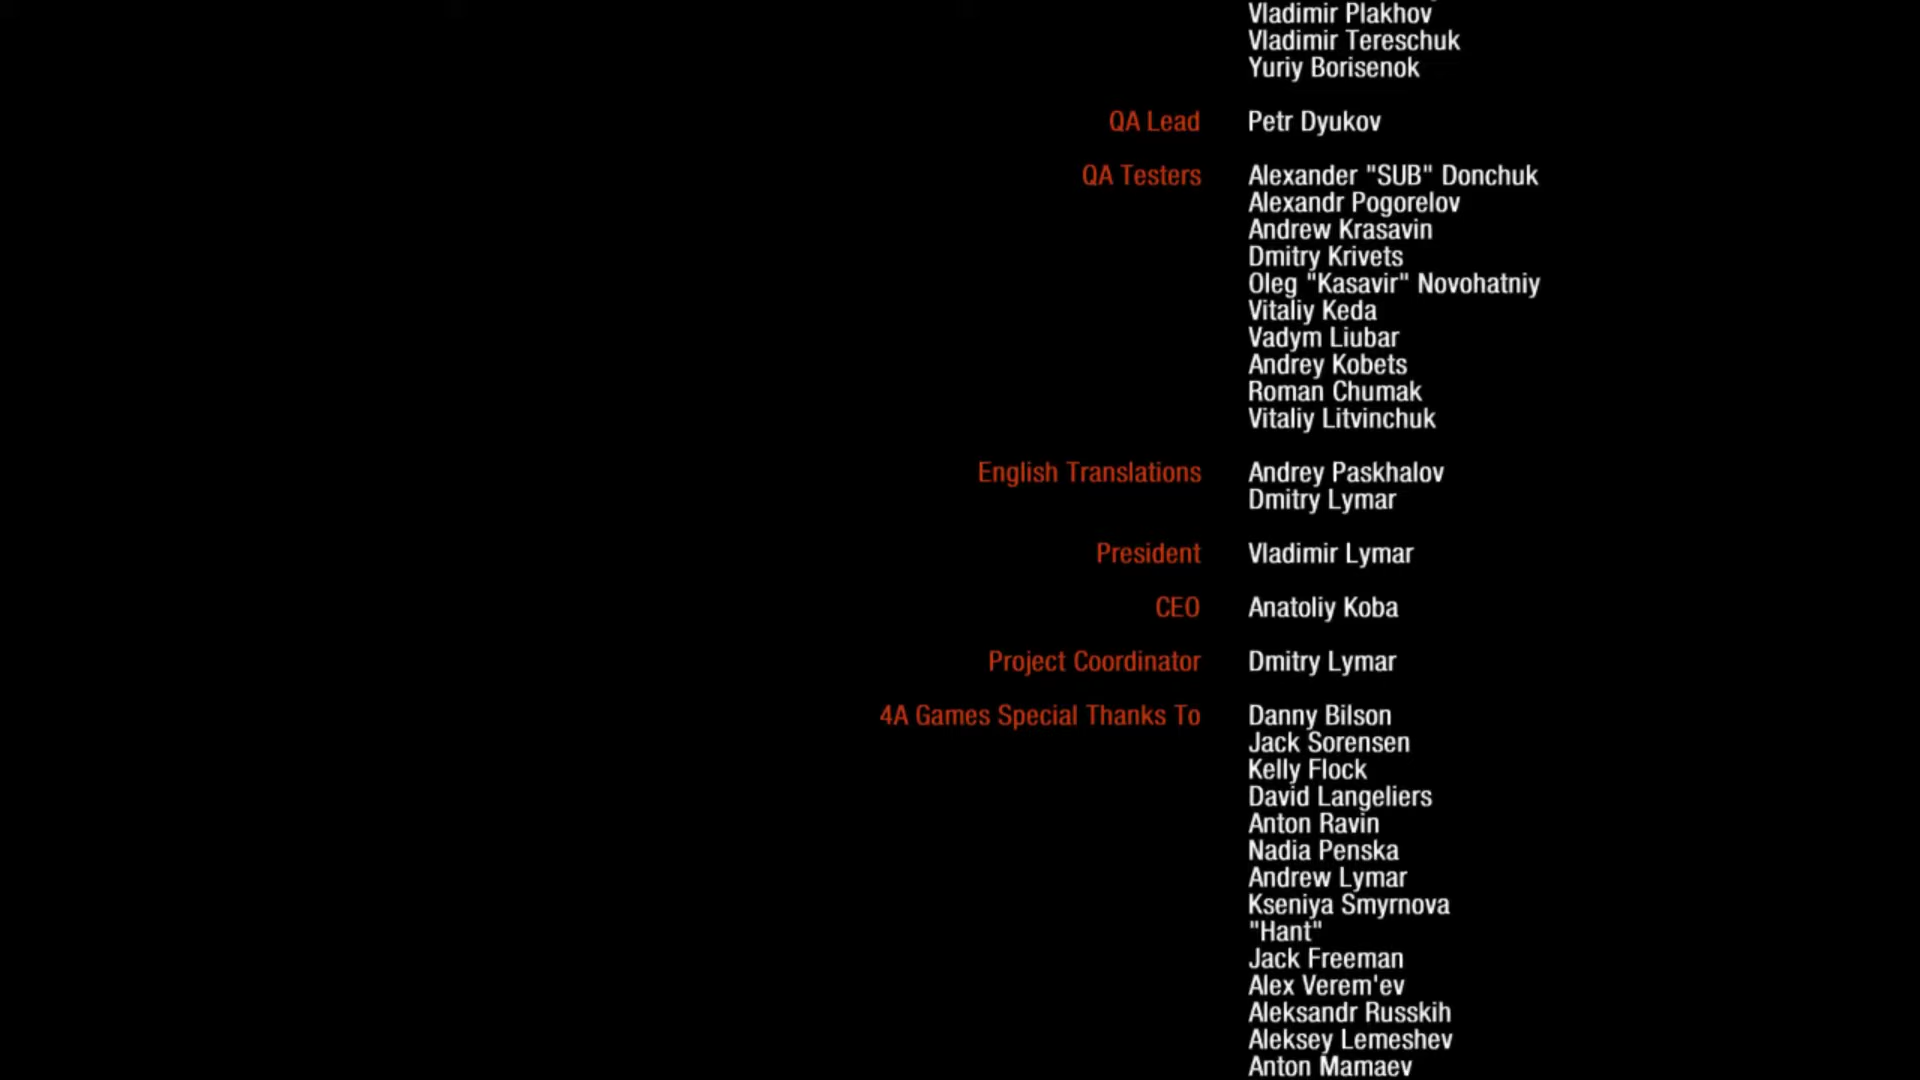 Vladimir Plakhov
Vladimir Tereschuk
Yuriy Borisenok
QA Lead Petr Dyukov
QA Testers Alexander "SUB" Donchuk
Alexandr Pogorelov
Andrew Krasavin
Dmitry Krivets
Oleg "Kasavir" Novohatniy
Vitaliy Keda
Vadym Liubar
Andrey Kobets
Roman Chumak
Vitaliy Litvinchuk
English Translations Andrey Paskhalov
Dmitry Lymar
President Vladimir Lymar
CEO Anatoliy Koba
Project Coordinator Dmitry Lymar
4A Games Special Thanks To Danny Bilson
Jack Sorensen
Kelly Flock
David Langeliers
Anton Ravin
Nadia Penska
Andrew Lymar
Kseniya Smyrnova
"Hant"
Jack Freeman
Alex Verem'ev
Aleksandr Russkih
Aleksey Lemeshev
Anton Mamaev